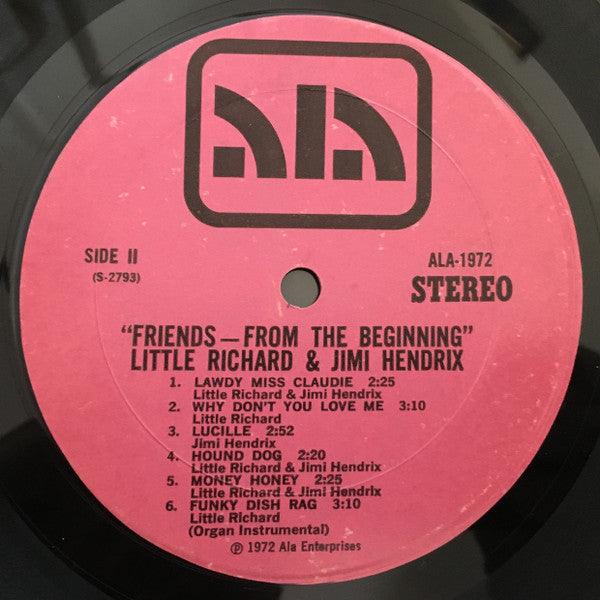 ala
SIDE II
(S-2793)
ALA-1972
STEREO
"FRIENDS—FROM THE BEGINNING"
LITTLE RICHARD & JIMI HENDRIX
1. LAWDY MISS CLAUDIE 2:25
Little Richard & Jimi Hendrix
2. WHY DON'T YOU LOVE ME 3:10
Little Richard
3. LUCILLE 2:52
Jimi Hendrix
4. HOUND DOG 2:20
Little Richard & Jimi Hendrix
5. MONEY HONEY 2:25
Little Richard & Jimi Hendrix
6. FUNKY DISH RAG 3:10
Little Richard
(Organ Instrumental)
℗ 1972 Ala Enterprises